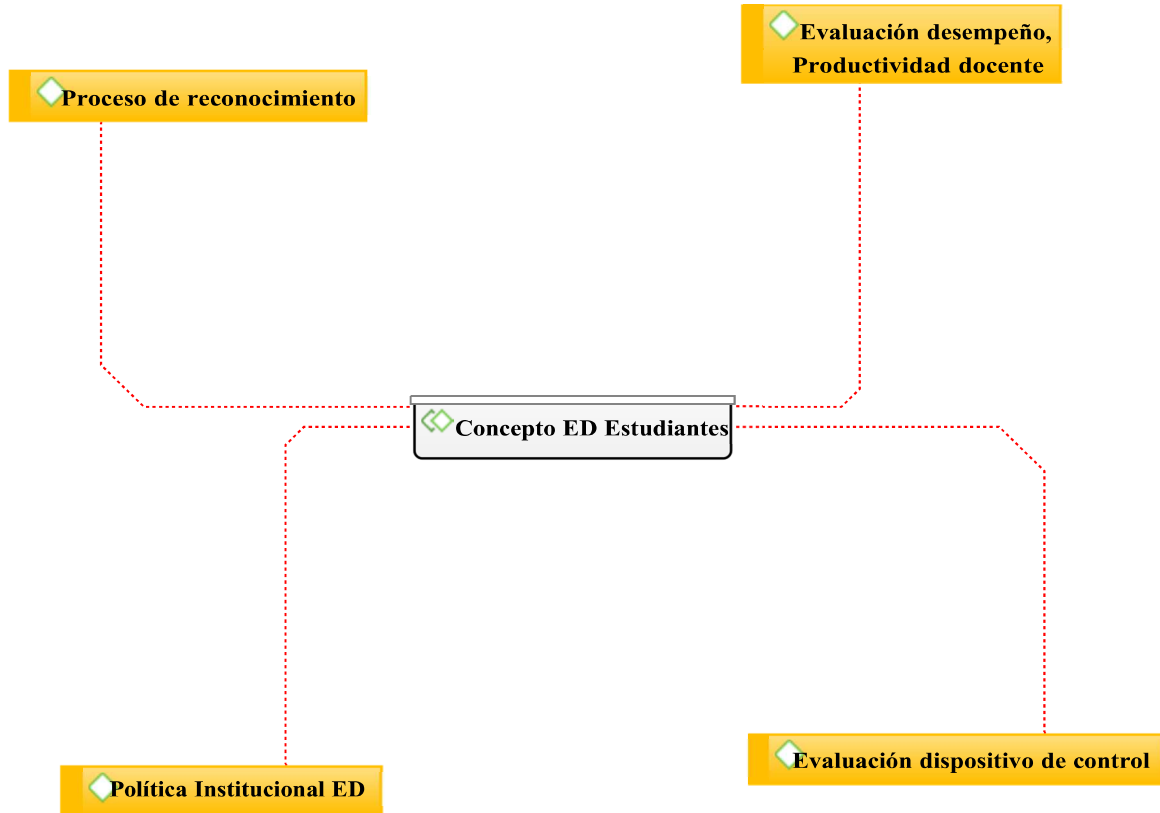 Evaluación desempeño,
Productividad docente
Proceso de reconocimiento
Concepto ED Estudiantes
Evaluación dispositivo de control
Política Institucional ED